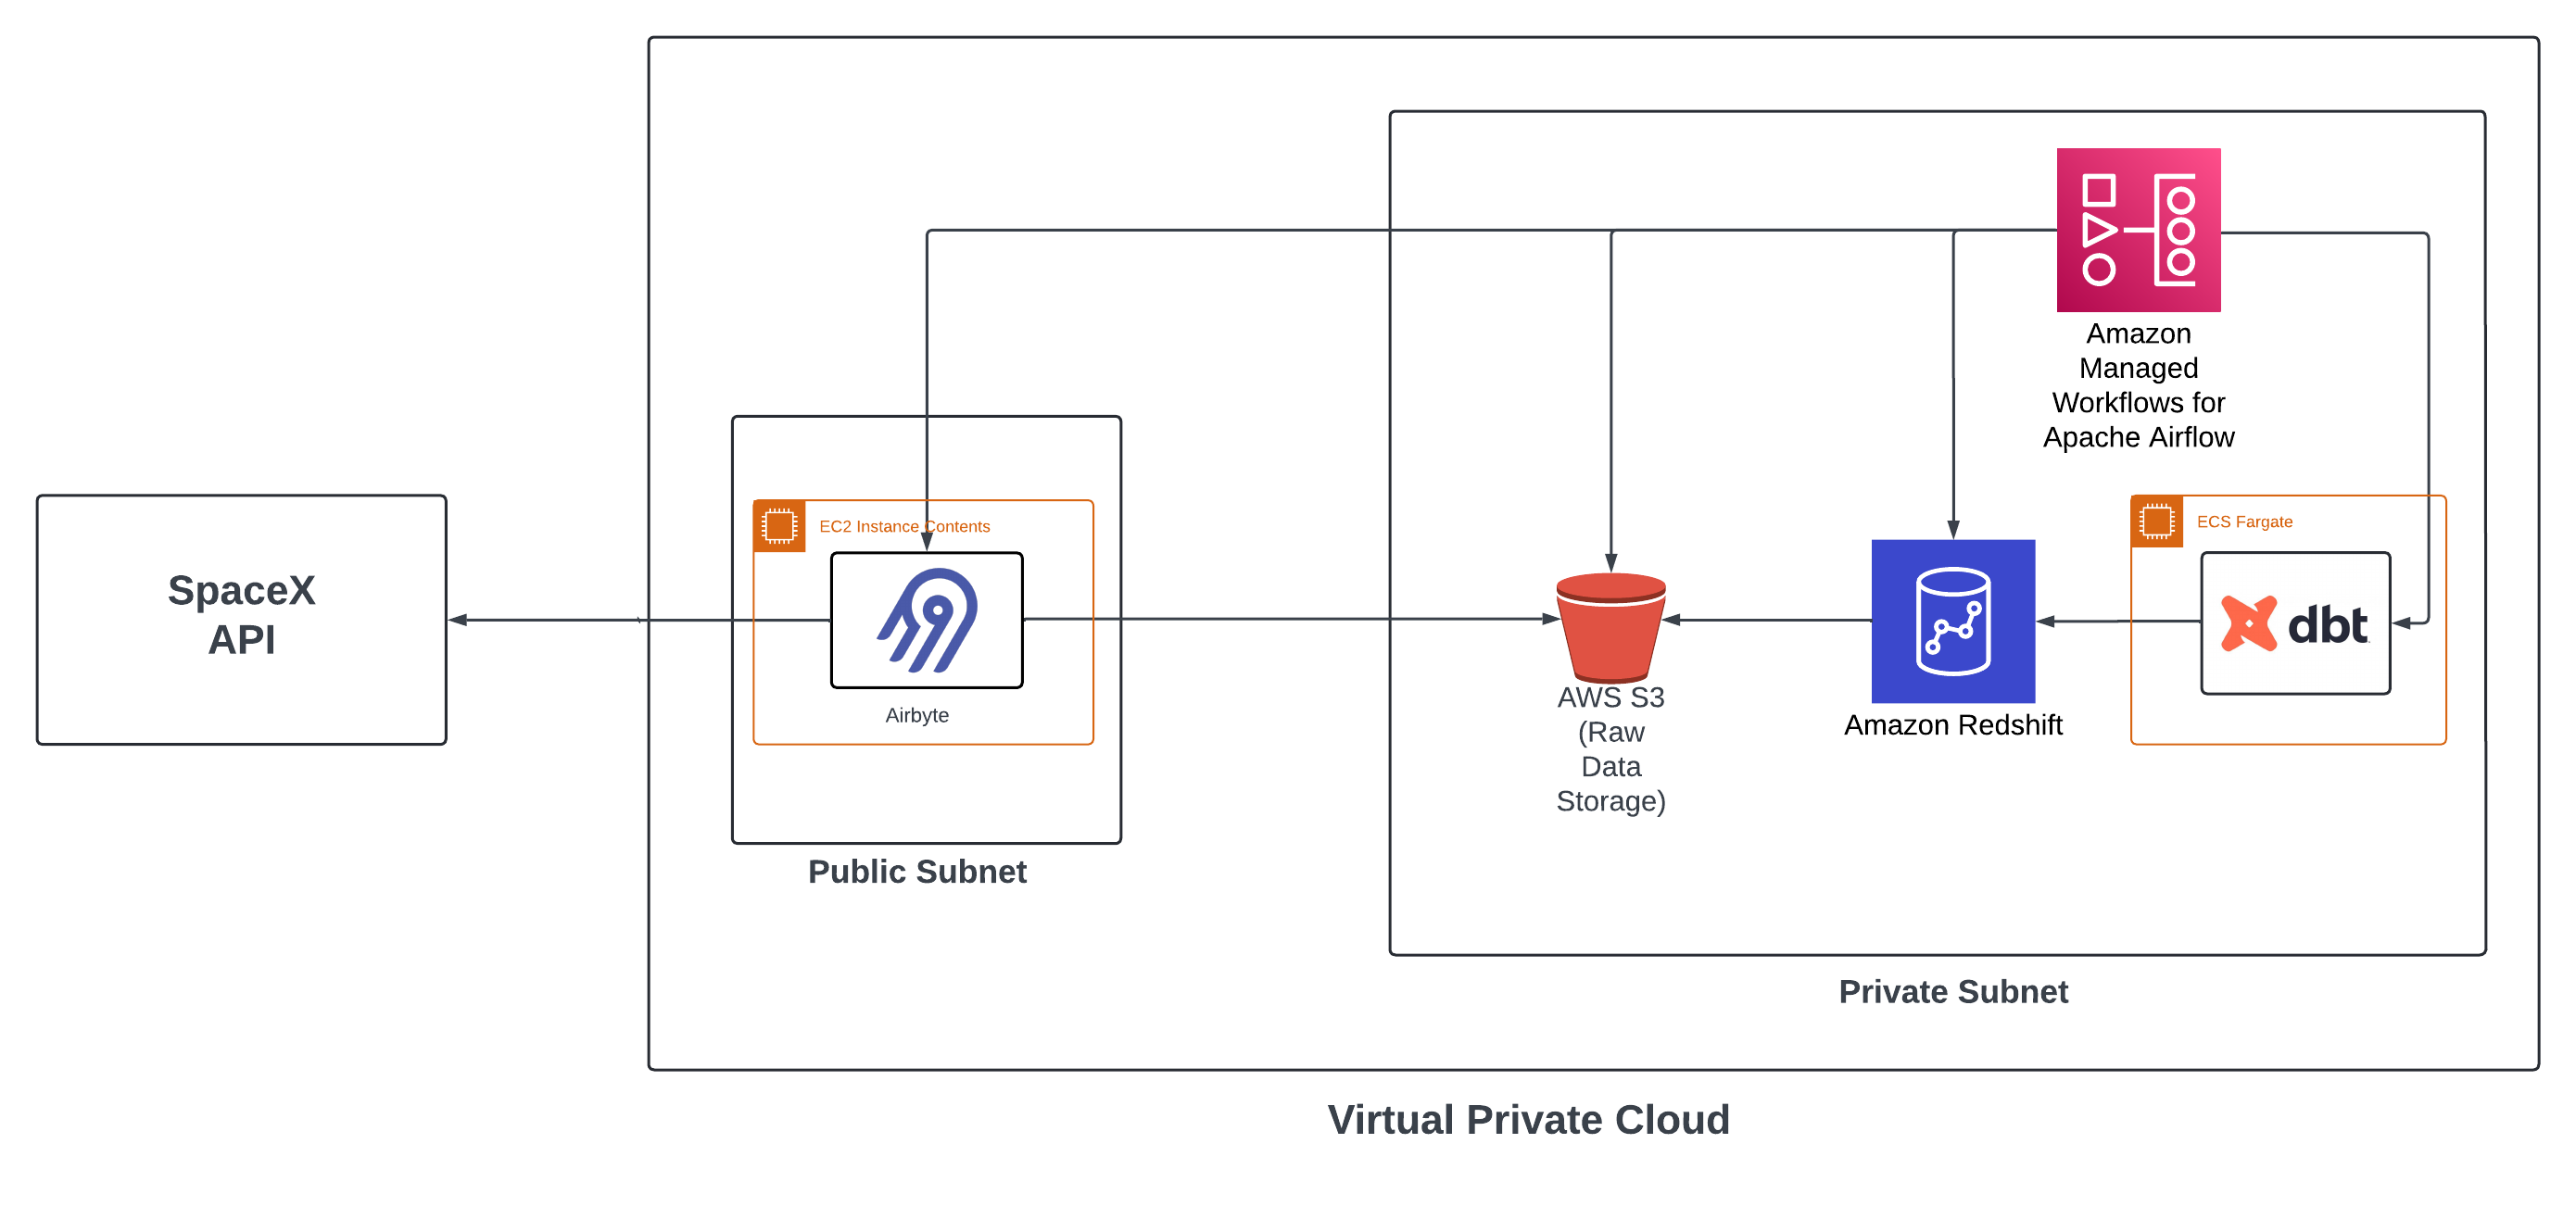 Amazon
Managed
Workflows for
Apache Airflow
EC2 Instance Contents
ECS Fargate
SpaceX
API
dbt
Airbyte
AWS S3
(Raw
Data
Storage)
Amazon Redshift
Public Subnet
Private Subnet
Virtual Private Cloud